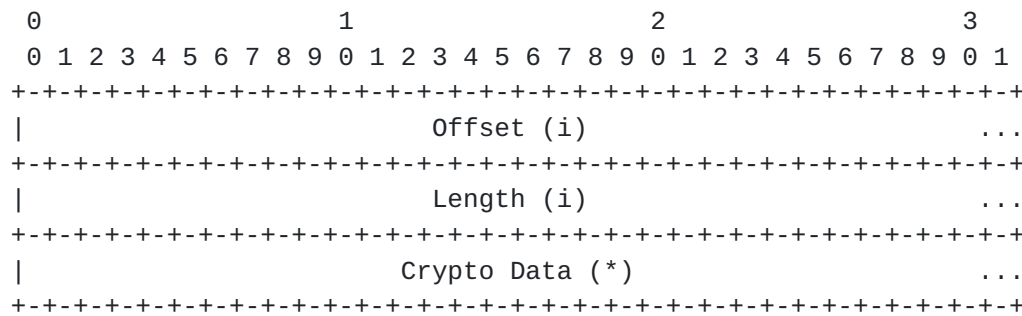 0                   1                   2                   3
 0 1 2 3 4 5 6 7 8 9 0 1 2 3 4 5 6 7 8 9 0 1 2 3 4 5 6 7 8 9 0 1
+-+-+-+-+-+-+-+-+-+-+-+-+-+-+-+-+-+-+-+-+-+-+-+-+-+-+-+-+-+-+-+-+
|                          Offset (i)                         ...
+-+-+-+-+-+-+-+-+-+-+-+-+-+-+-+-+-+-+-+-+-+-+-+-+-+-+-+-+-+-+-+-+
|                          Length (i)                         ...
+-+-+-+-+-+-+-+-+-+-+-+-+-+-+-+-+-+-+-+-+-+-+-+-+-+-+-+-+-+-+-+-+
|                        Crypto Data (*)                      ...
+-+-+-+-+-+-+-+-+-+-+-+-+-+-+-+-+-+-+-+-+-+-+-+-+-+-+-+-+-+-+-+-+